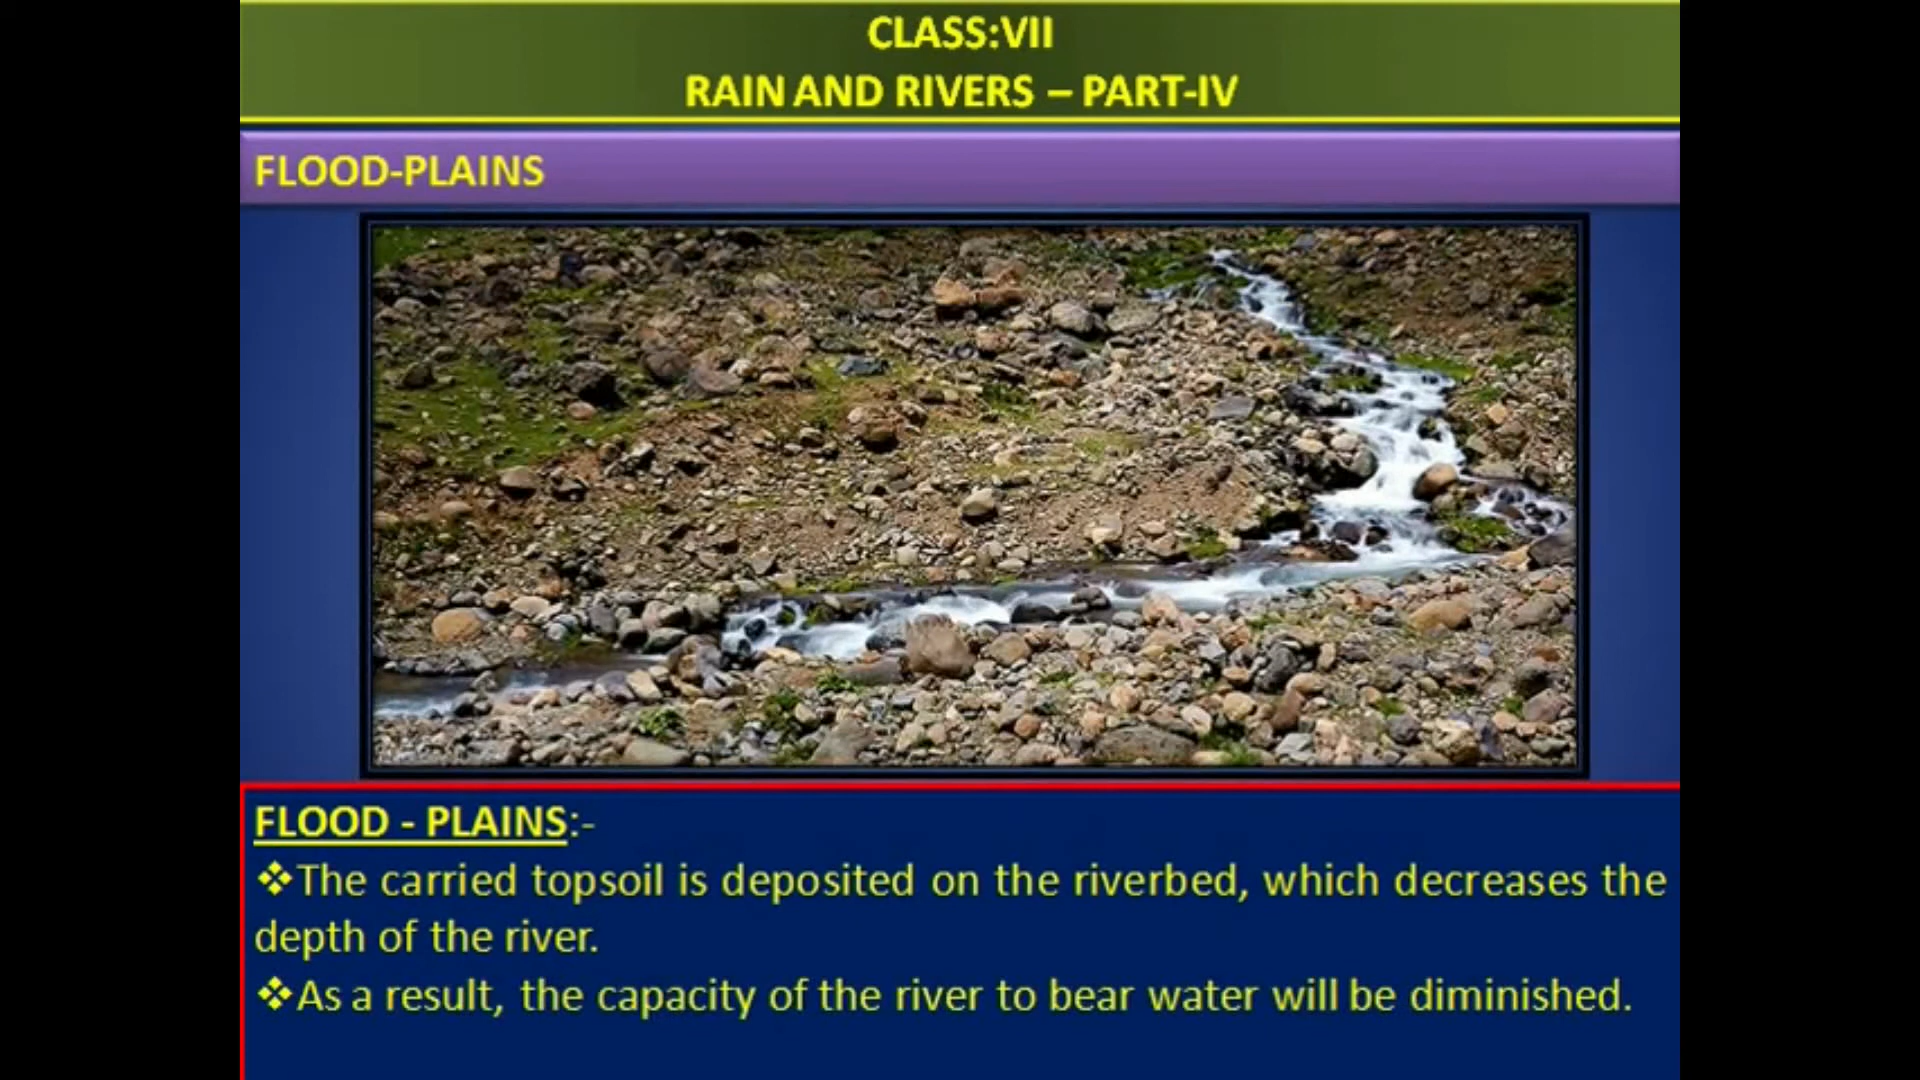 CLASS:VII
RAIN AND RIVERS – PART-IV
FLOOD-PLAINS
FLOOD - PLAINS:-
❖The carried topsoil is deposited on the riverbed, which decreases the
depth of the river.
❖As a result, the capacity of the river to bear water will be diminished.